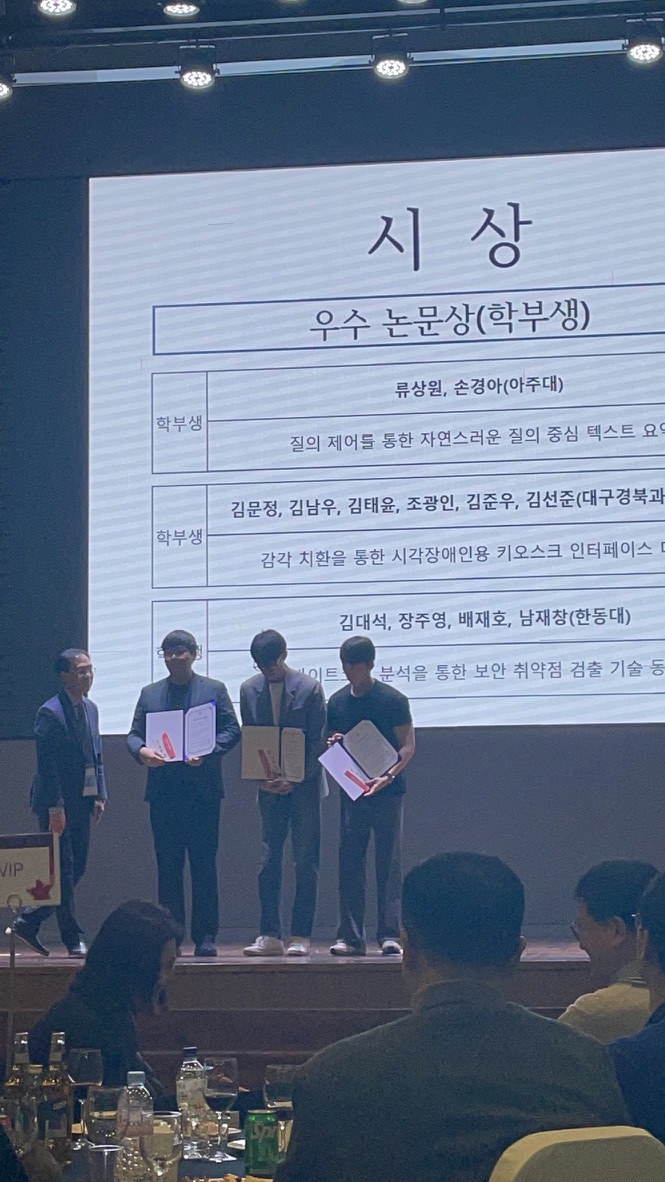 시 상
우수 논문상(학부생)
학부생
류상원, 손경아(아주대)
질의 제어를 통한 자연스러운 질의 중심 텍스트 요약
학부생
김문정, 김남우, 김태윤, 조광인, 김준우, 김선준(대구경북과
감각 치환을 통한 시각장애인용 키오스크 인터페이스
김대석, 장주영, 배재호, 남재창(한동대)
분석을 통한 보안 취약점 검출 기술 동
VIP